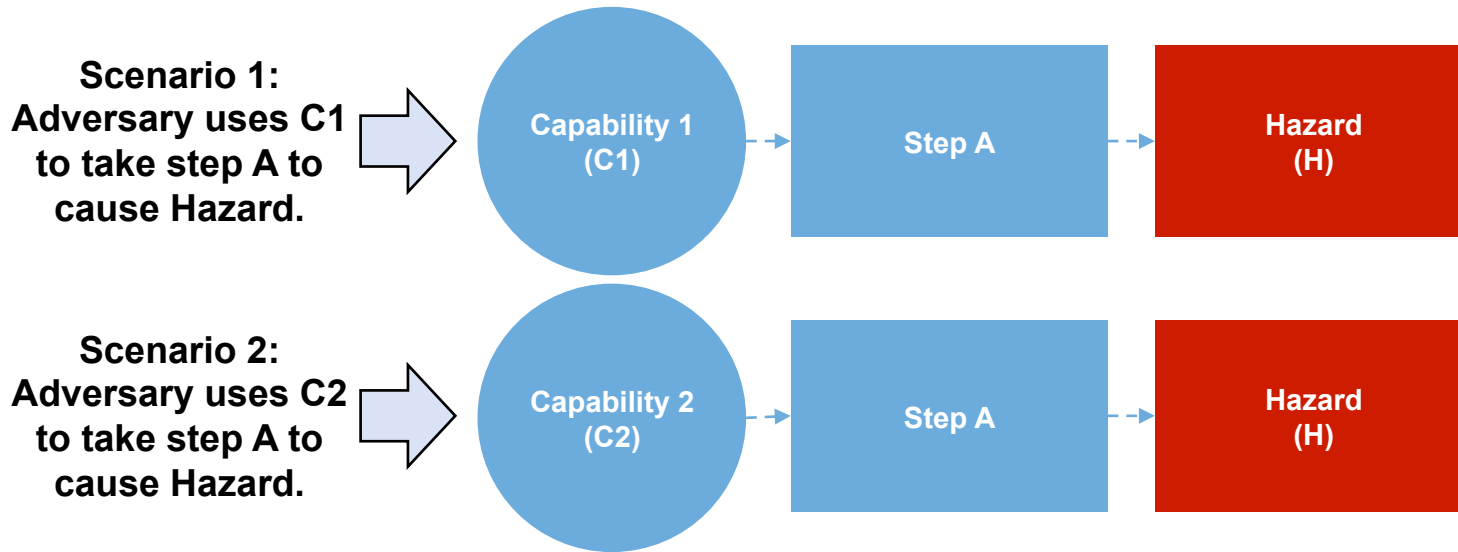 Scenario 1:
Adversary uses C1
to take step A to
cause Hazard.
Capability 1
(C1)
Step A
Hazard
(H)
Scenario 2:
Adversary uses C2
to take step A to
cause Hazard.
Capability 2
(C2)
Step A
Hazard
(H)